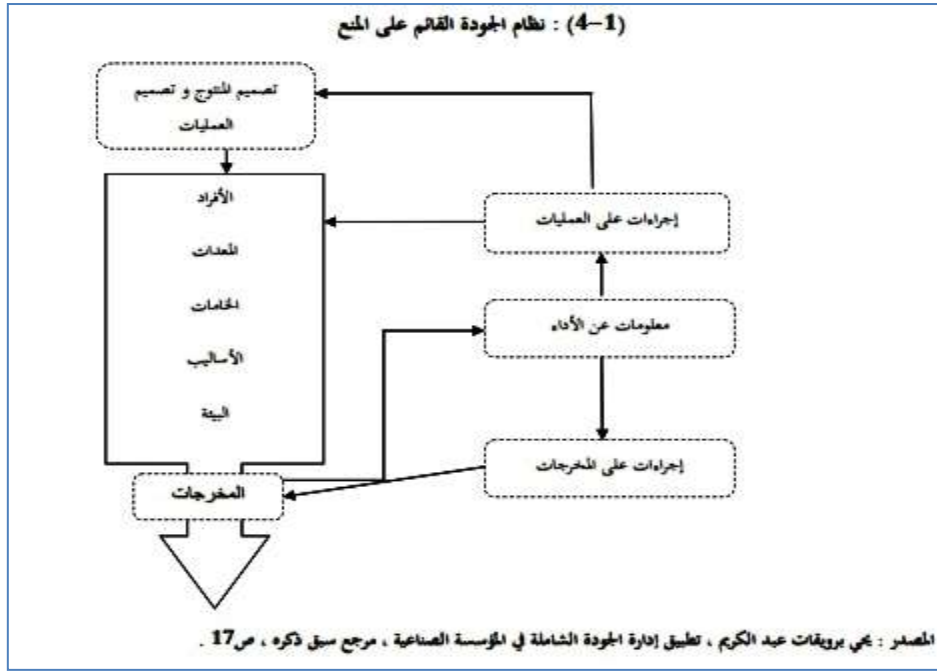 (4-1) : نظام الجودة القائم على المنع
تصميم المنتوج و تصميم
العمليات
الأفراد
المعدات
الخامات
الأساليب
البيئة
المخرجات
إجراءات على العمليات
معلومات عن الأداء
إجراءات على المخرجات
المصدر : يحي برويقات عبد الكريم ، تطبيق إدارة الجودة الشاملة في المؤسسة الصناعية ، مرجع سبق ذكره ، ص17 .